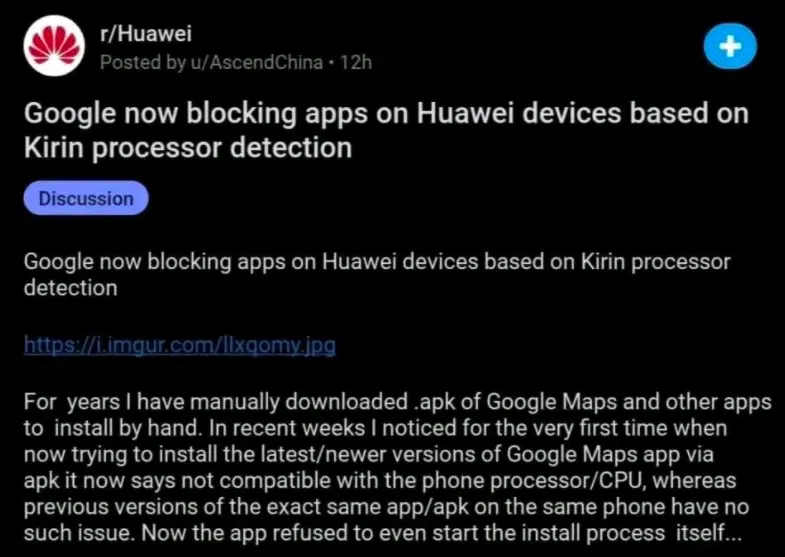 r/Huawei
Posted by u/AscendChina • 12h
Google now blocking apps on Huawei devices based on
Kirin processor detection
Discussion
Google now blocking apps on Huawei devices based on Kirin processor
detection
https://i.imgur.com/llxqomy.jpg
For years I have manually downloaded .apk of Google Maps and other apps
to install by hand. In recent weeks I noticed for the very first time when
now trying to install the latest/newer versions of Google Maps app via
apk it now says not compatible with the phone processor/CPU, whereas
previous versions of the exact same app/apk on the same phone have no
such issue. Now the app refused to even start the install process itself...